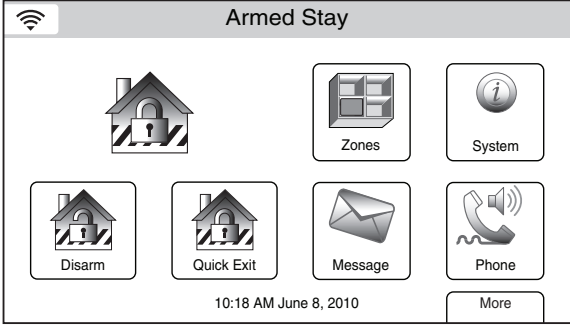 Armed Stay
Zones
System
Disarm
Quick Exit
Message
Phone
10:18 AM June 8, 2010
More